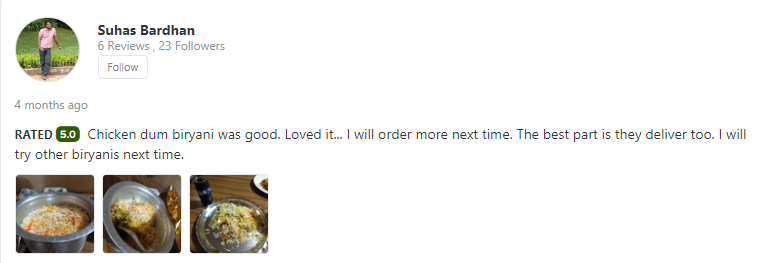 Suhas Bardhan
6 Reviews , 23 Followers
Follow
4 months ago
RATED 5.0 Chicken dum biryani was good. Loved it... I will order more next time. The best part is they deliver too. I will
try other biryanis next time.